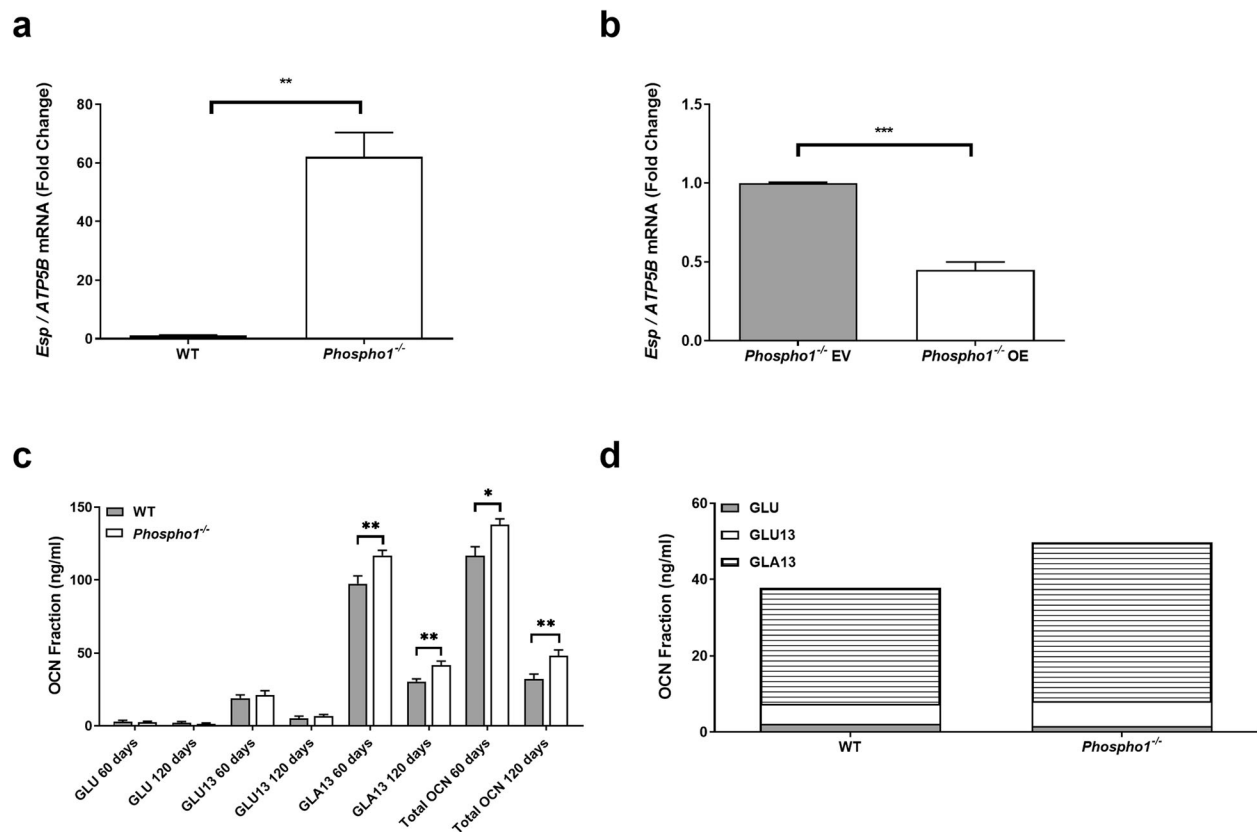 a
Esp / ATP5B mRNA (Fold Change)
80
60
40
20
0
**
WT
Phospho1-/-
b
Esp / ATP5B mRNA (Fold Change)
1.5
1.0
0.5
0.0
***
Phospho1-/- EV
Phospho1-/- OE
c
OCN Fraction (ng/ml)
150
100
50
0
WT
Phospho1-/-
**
**
*
**
GLU 60 days
GLU 120 days
GLU13 60 days
GLU13 120 days
GLA13 60 days
GLA13 120 days
Total OCN 60 days
Total OCN 120 days
d
OCN Fraction (ng/ml)
60
40
20
0
GLU
GLU13
GLA13
WT
Phospho1-/-